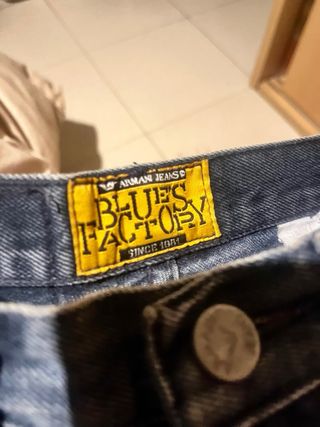 ARMANI JEANS
BLUES
FACTORY
SINCE 1981